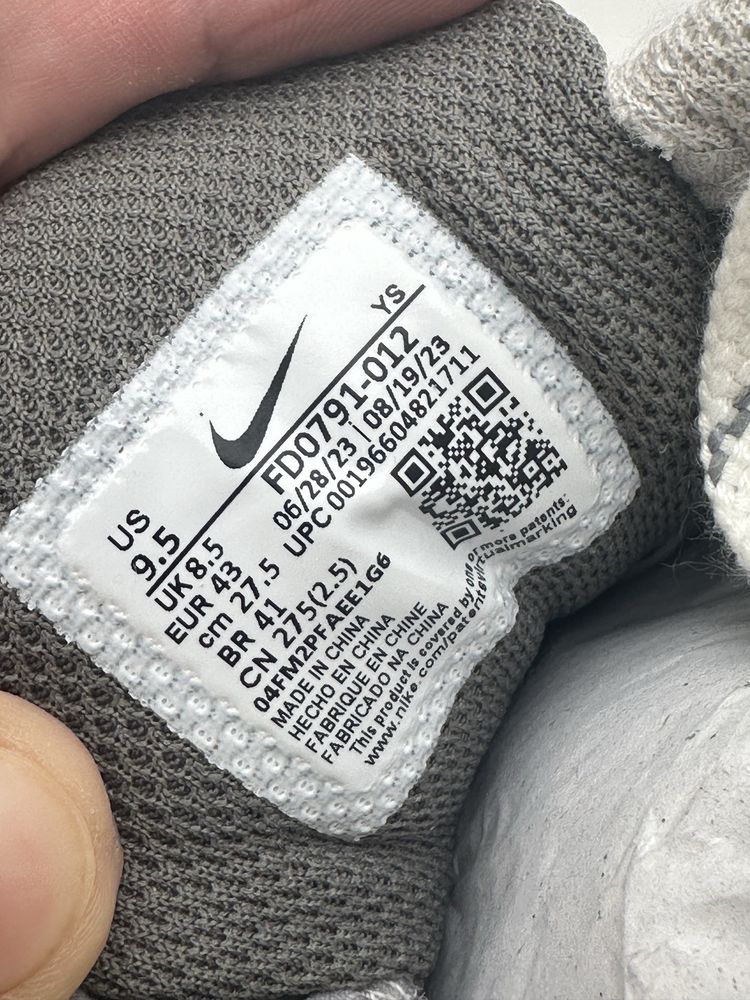 YS
US
9.5
FD0791-012
06/28/23 | 08/19/23
UPC 00196604821711
UK 8.5
EUR 43
cm 27.5
BR 41
CN 275(2.5)
04FM2PFAEE1G6
MADE IN CHINA
HECHO EN CHINA
FABRIQUE EN CHINE
FABRICADO NA CHINA
This product is covered by one or more patents:
www.nike.com/patentsvirtualmarking